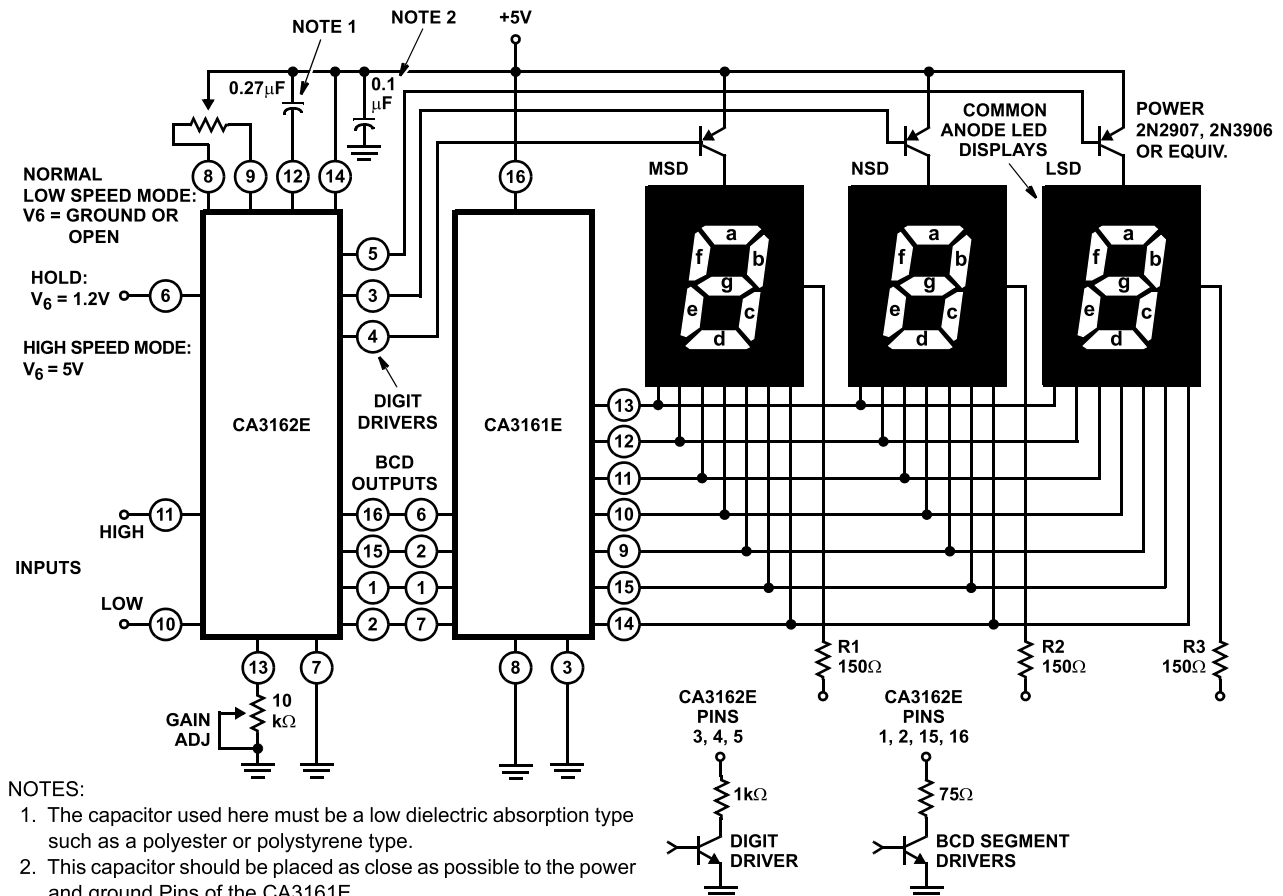 NOTE 1
NOTE 2
+5V
0.27μF
0.1
μF
COMMON
ANODE LED
DISPLAYS
POWER
2N2907, 2N3906
OR EQUIV.
MSD
NSD
LSD
8
9
12
14
16
NORMAL
LOW SPEED MODE:
V6 = GROUND OR
OPEN
HOLD:
V6 = 1.2V
6
HIGH SPEED MODE:
V6 = 5V
5
3
4
DIGIT
DRIVERS
CA3162E
CA3161E
a
f
b
g
e
c
d
a
f
b
g
e
c
d
a
f
b
g
e
c
d
13
12
11
10
9
15
14
BCD
OUTPUTS
16
6
15
2
1
1
2
7
11
HIGH
INPUTS
LOW
10
13
7
8
3
10
kΩ
GAIN
ADJ
R1
150Ω
R2
150Ω
R3
150Ω
CA3162E
PINS
3, 4, 5
1kΩ
DIGIT
DRIVER
CA3162E
PINS
1, 2, 15, 16
75Ω
BCD SEGMENT
DRIVERS
NOTES:
1. The capacitor used here must be a low dielectric absorption type
such as a polyester or polystyrene type.
2. This capacitor should be placed as close as possible to the power
and ground Pins of the CA3161E.